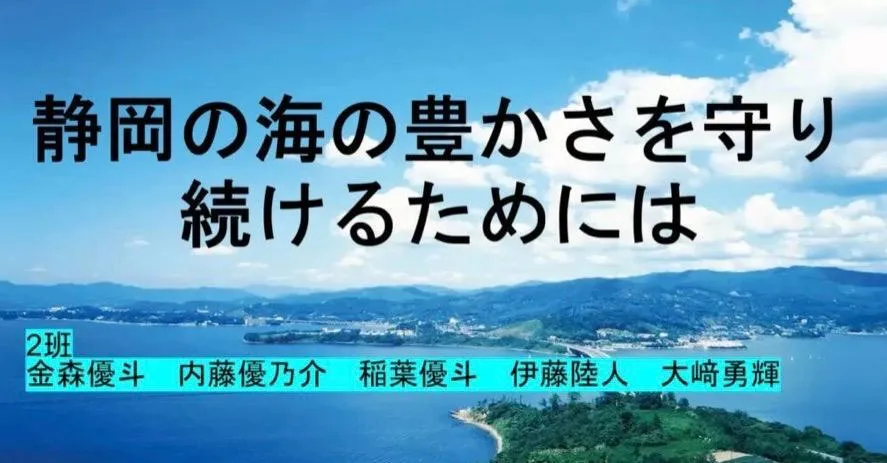 静岡の海の豊かさを守り
続けるためには
2班
金森優斗　内藤優乃介　稲葉優斗　伊藤陸人　大﨑勇輝